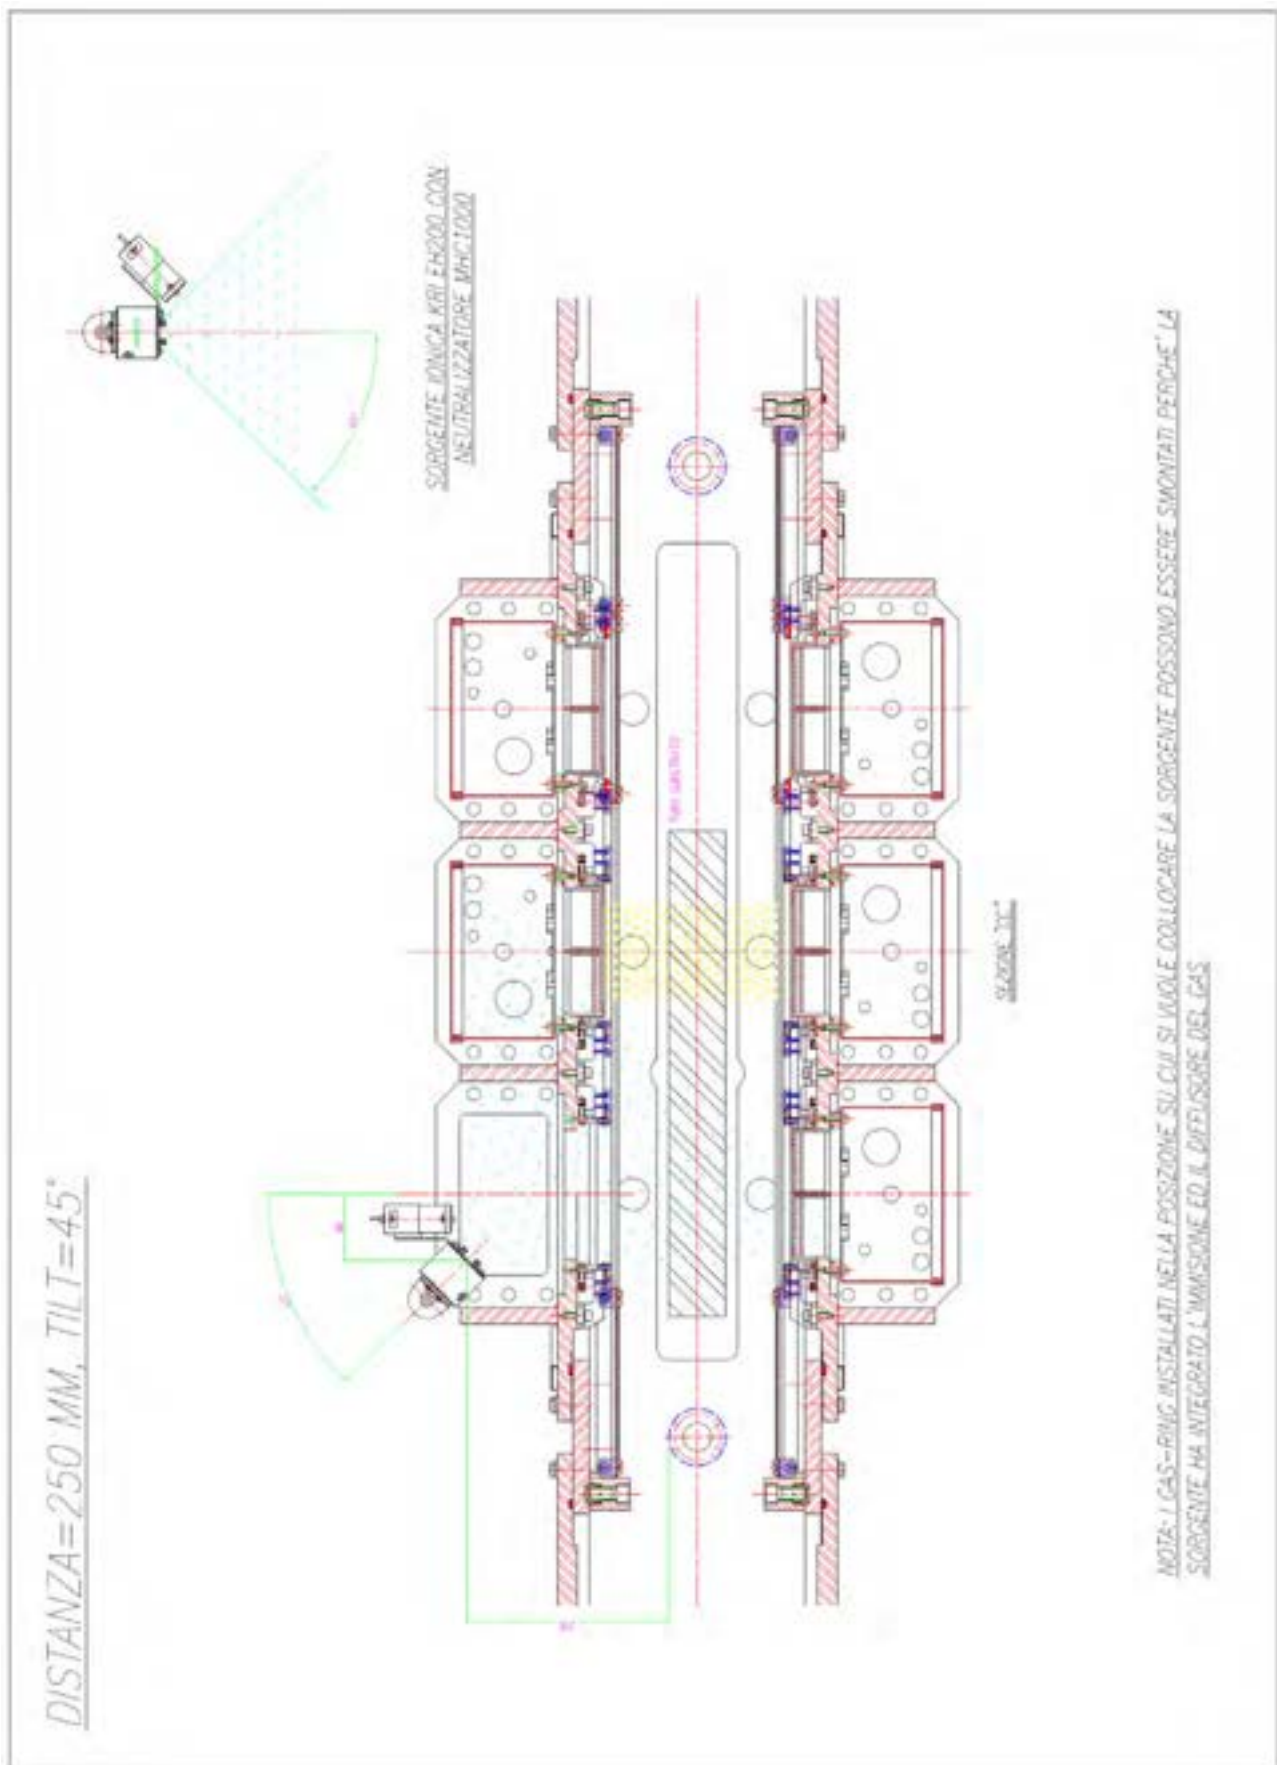 DISTANZA=250 MM, TILT=45°
SORGENTE IONICA KRI EH200 CON
NEUTRALIZZATORE MHC1000
SEZIONE "C"
NOTA: I GAS-RING INSTALLATI NELLA POSIZIONE SU CUI SI VUOLE COLLOCARE LA SORGENTE POSSONO ESSERE SMONTATI PERCHE' LA
SORGENTE HA INTEGRATO L'IMMISIONE ED IL DIFFUSORE DEL GAS